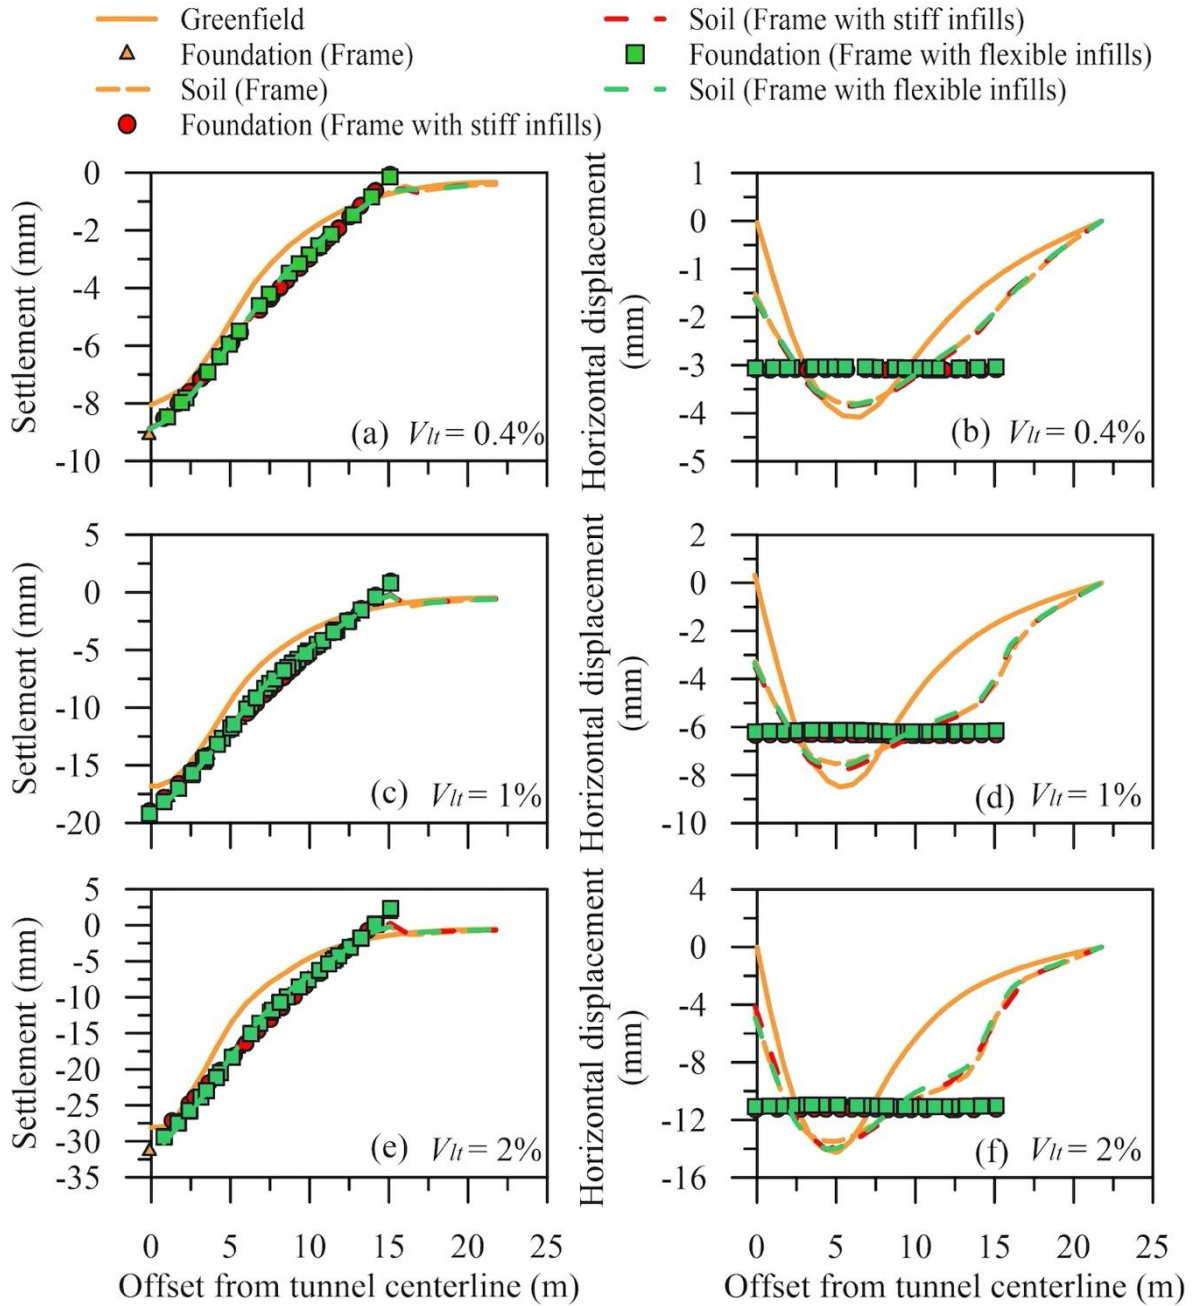 Greenfield
Foundation (Frame)
Soil (Frame)
Foundation (Frame with stiff infills)
Soil (Frame with stiff infills)
Foundation (Frame with flexible infills)
Soil (Frame with flexible infills)
Settlement (mm)
0
-2
-4
-6
-8
-10
(a) Vlt = 0.4%
Horizontal displacement
(mm)
1
0
-1
-2
-3
-4
-5
(b) Vlt = 0.4%
Settlement (mm)
5
0
-5
-10
-15
-20
(c) Vlt = 1%
Horizontal displacement
(mm)
2
0
-2
-4
-6
-8
-10
(d) Vlt = 1%
Settlement (mm)
5
0
-5
-10
-15
-20
-25
-30
-35
(e) Vlt = 2%
0 5 10 15 20 25
Offset from tunnel centerline (m)
Horizontal displacement
(mm)
4
0
-4
-8
-12
-16
(f) Vlt = 2%
0 5 10 15 20 25
Offset from tunnel centerline (m)